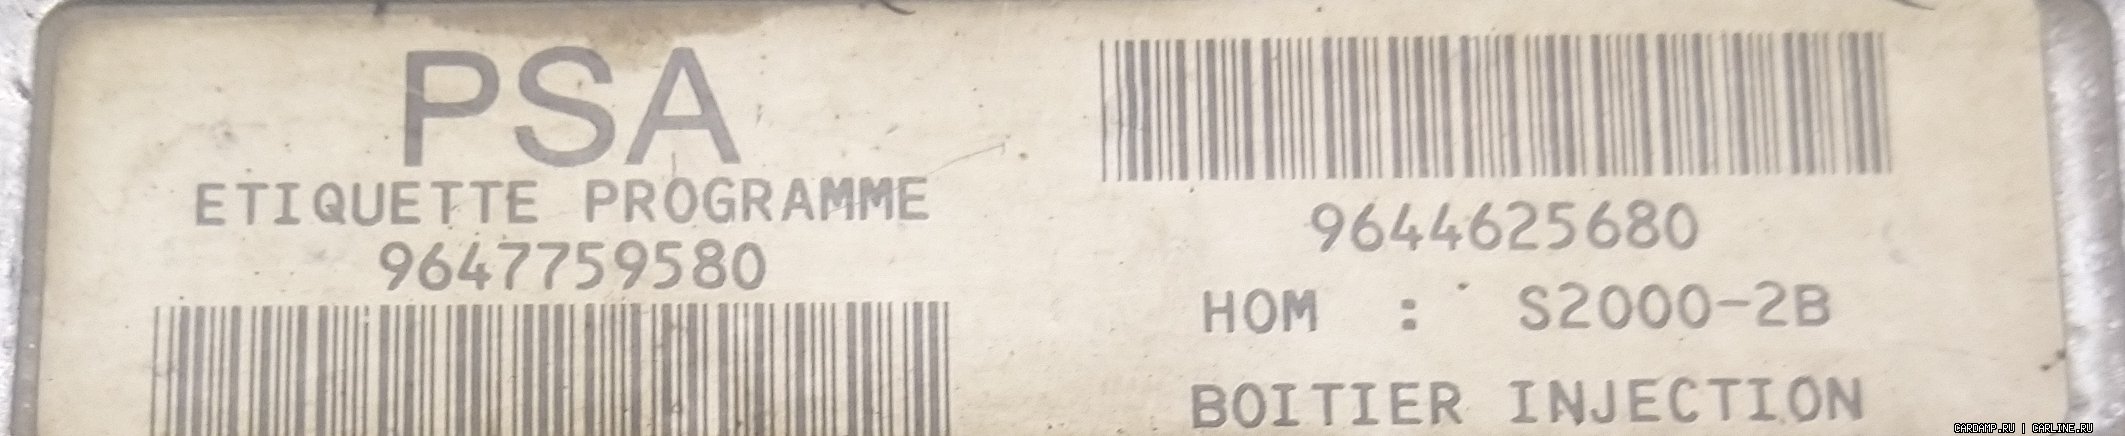 PSA
ETIQUETTE PROGRAMME
9647759580
9644625680
HOM : S2000-2B
BOITIER INJECTION
CARDAMP.RU | CARLINE.RU